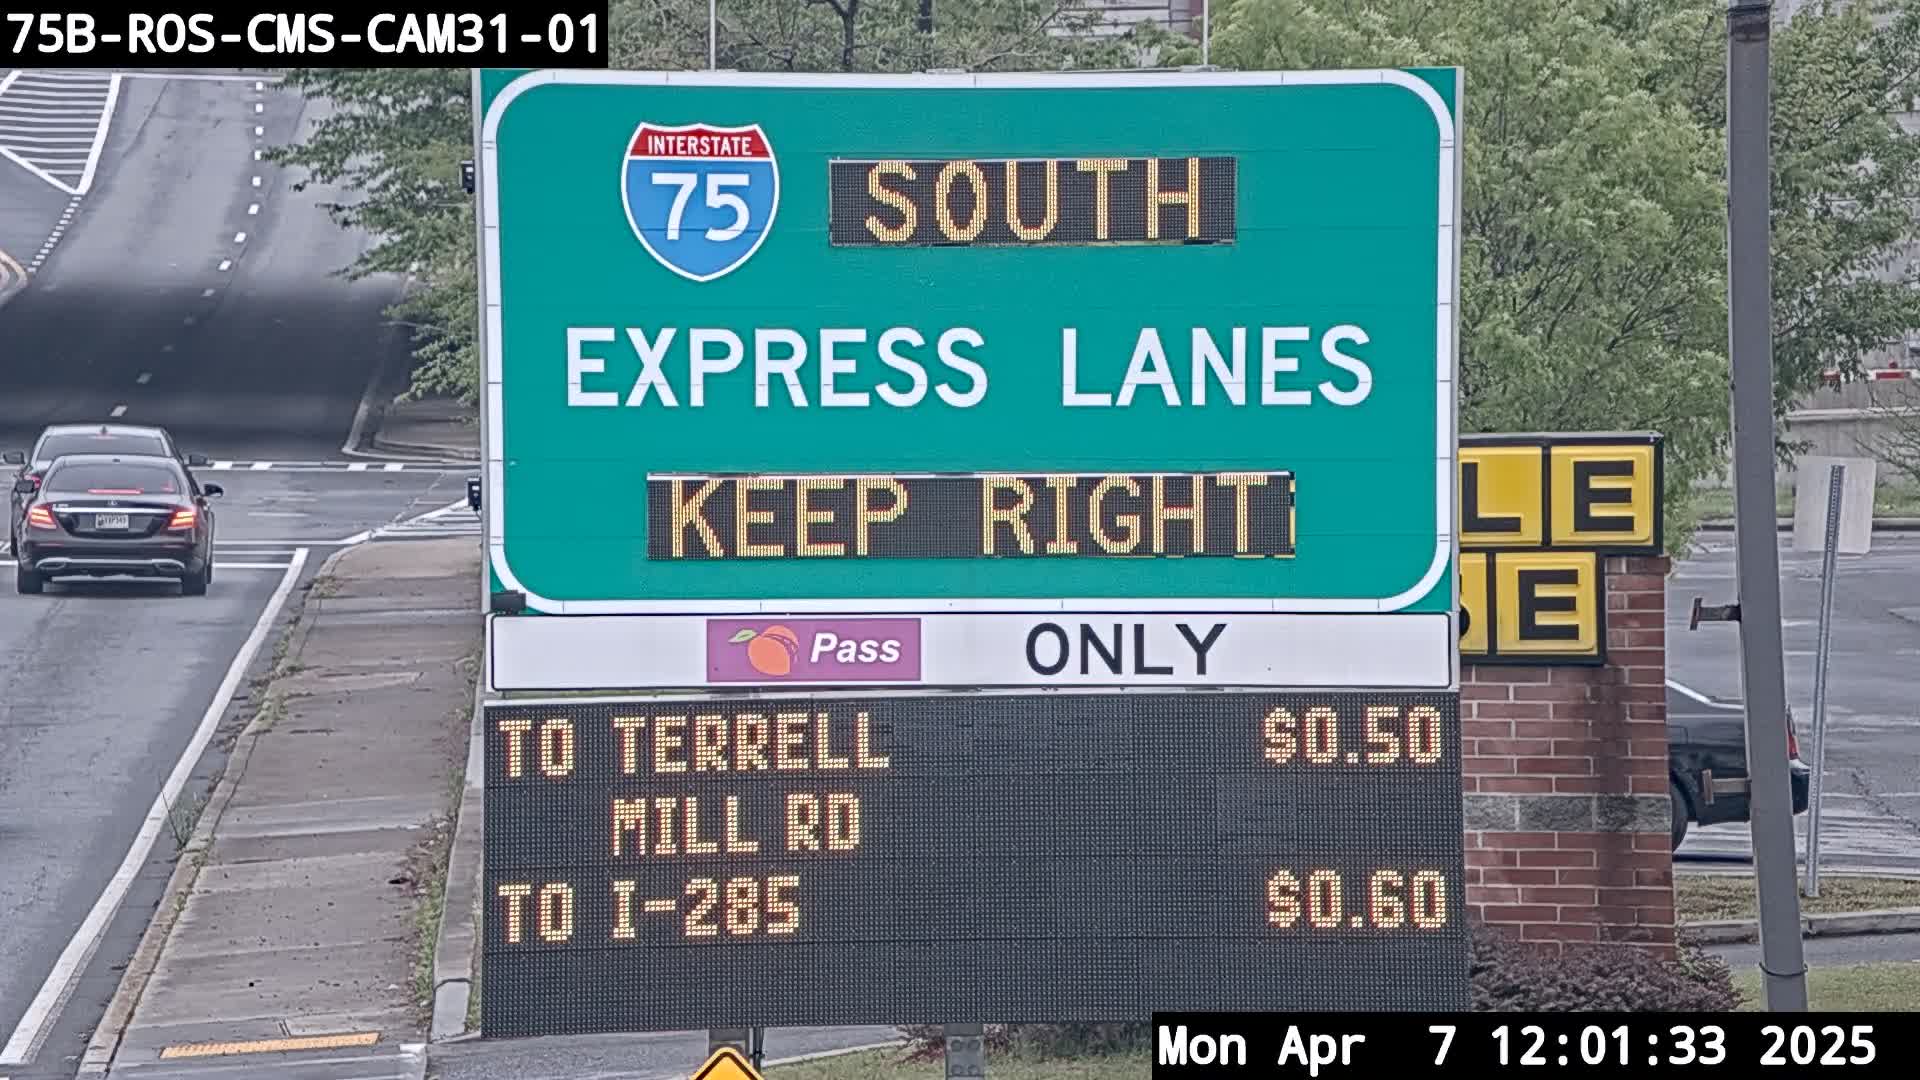 75B-ROS-CMS-CAM31-01
INTERSTATE
75
SOUTH
EXPRESS LANES
KEEP RIGHT
Pass ONLY
LE
E
TO TERRELL $0.50
MILL RD
TO I-285 $0.60
Mon Apr 7 12:01:33 2025